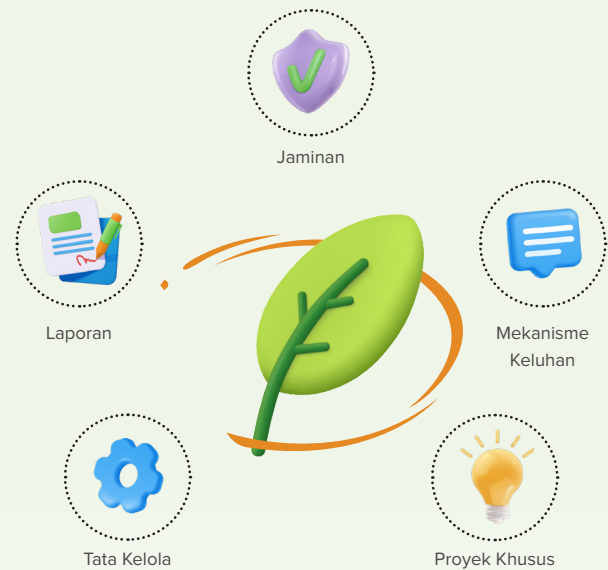 Jaminan
Laporan
Mekanisme
Keluhan
Tata Kelola
Proyek Khusus